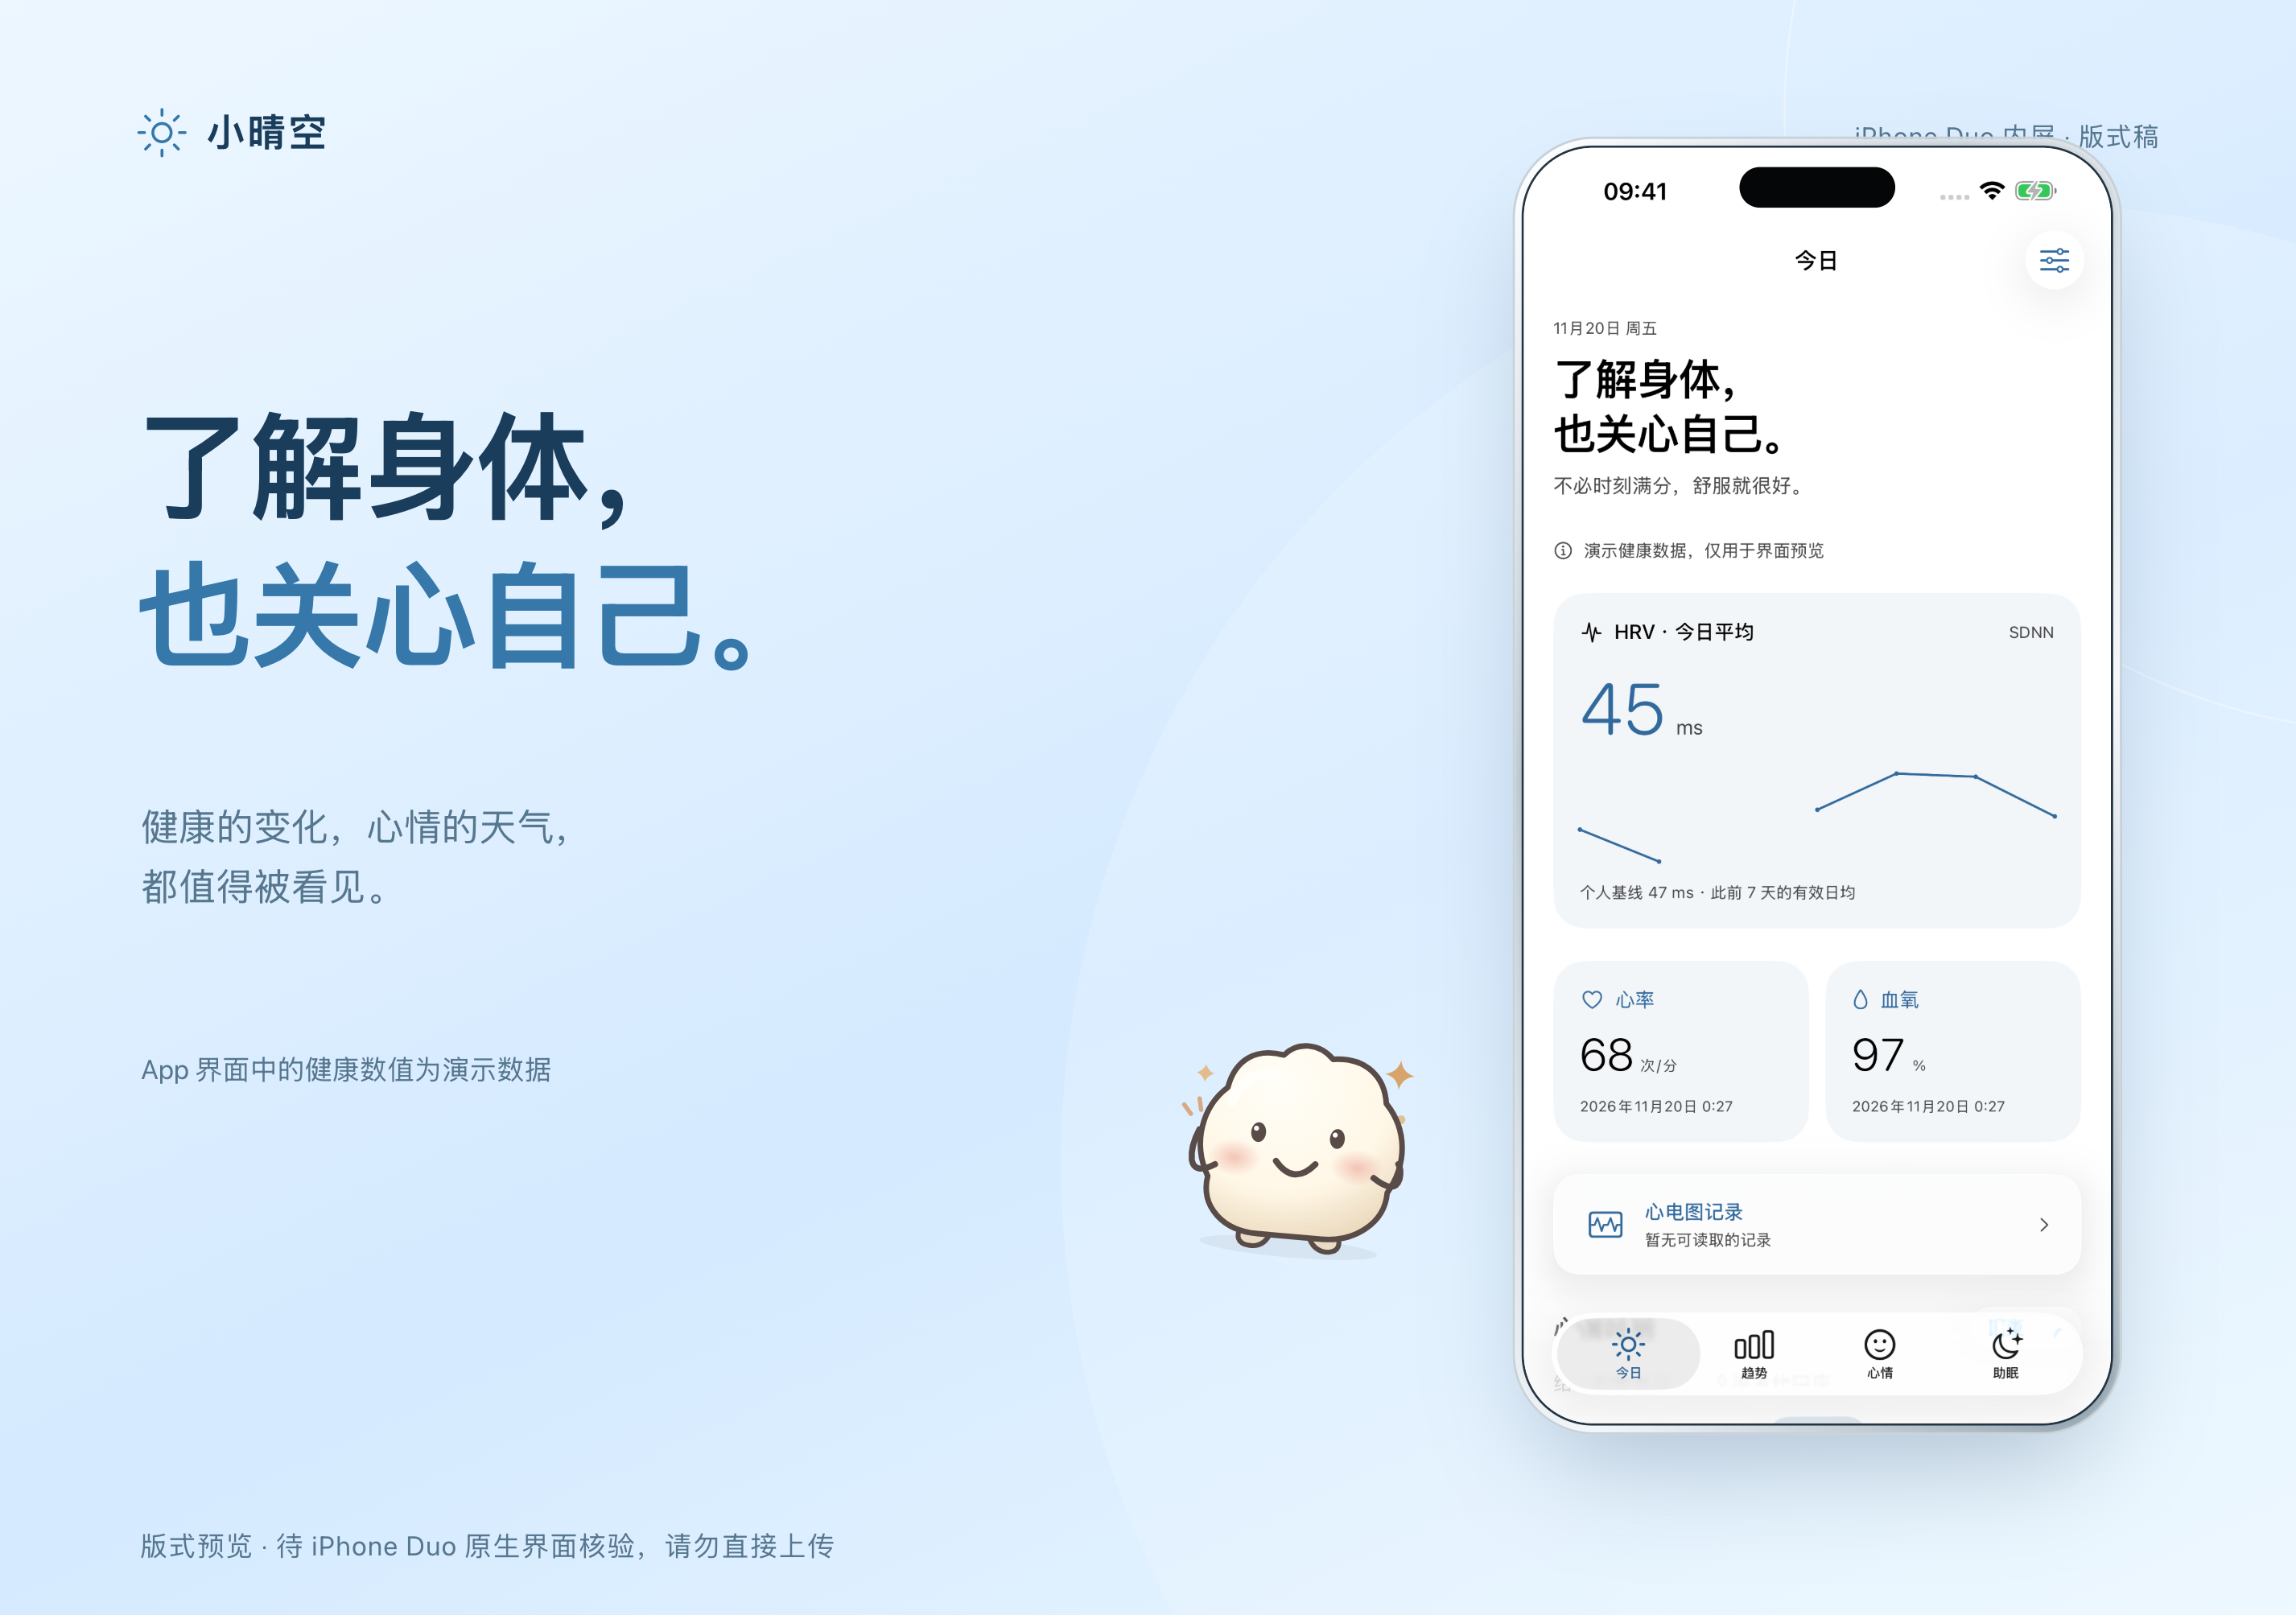 小晴空
iPhone Duo 内屏 · 版式稿
了解身体，
也关心自己。
健康的变化，心情的天气，
都值得被看见。
App 界面中的健康数值为演示数据
版式预览 · 待 iPhone Duo 原生界面核验，请勿直接上传
09:41
今日
11月20日 周五
了解身体，
也关心自己。
不必时刻满分，舒服就很好。
演示健康数据，仅用于界面预览
HRV · 今日平均
SDNN
45 ms
个人基线 47 ms · 此前 7 天的有效日均
心率
68 次/分
2026年11月20日 0:27
血氧
97 %
2026年11月20日 0:27
心电图记录
暂无可读取的记录
今日
趋势
心情
助眠